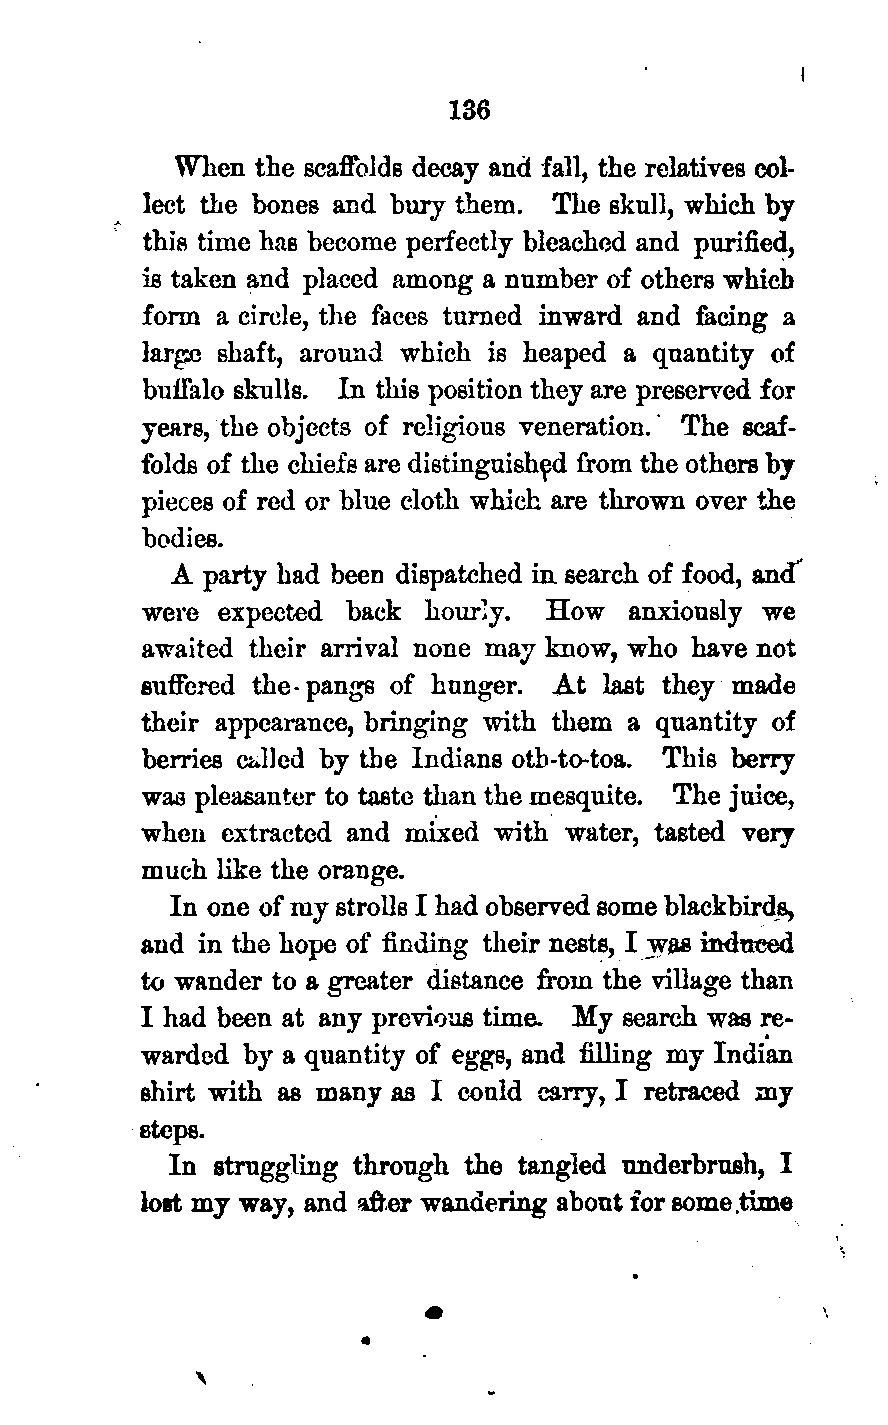 136
When the scaffolds decay and fall, the relatives col-
lect the bones and bury them. The skull, which by
this time has become perfectly bleached and purified,
is taken and placed among a number of others which
form a circle, the faces turned inward and facing a
large shaft, around which is heaped a quantity of
buffalo skulls. In this position they are preserved for
years, the objects of religious veneration. The scaf-
folds of the chiefs are distinguished from the others by
pieces of red or blue cloth which are thrown over the
bodies.
A party had been dispatched in search of food, and
were expected back hourly. How anxiously we
awaited their arrival none may know, who have not
suffered the pangs of hunger. At last they made
their appearance, bringing with them a quantity of
berries called by the Indians oth-to-toa. This berry
was pleasanter to taste than the mesquite. The juice,
when extracted and mixed with water, tasted very
much like the orange.
In one of my strolls I had observed some blackbirds,
and in the hope of finding their nests, I was induced
to wander to a greater distance from the village than
I had been at any previous time. My search was re-
warded by a quantity of eggs, and filling my Indian
shirt with as many as I could carry, I retraced my
steps.
In struggling through the tangled underbrush, I
lost my way, and after wandering about for some time